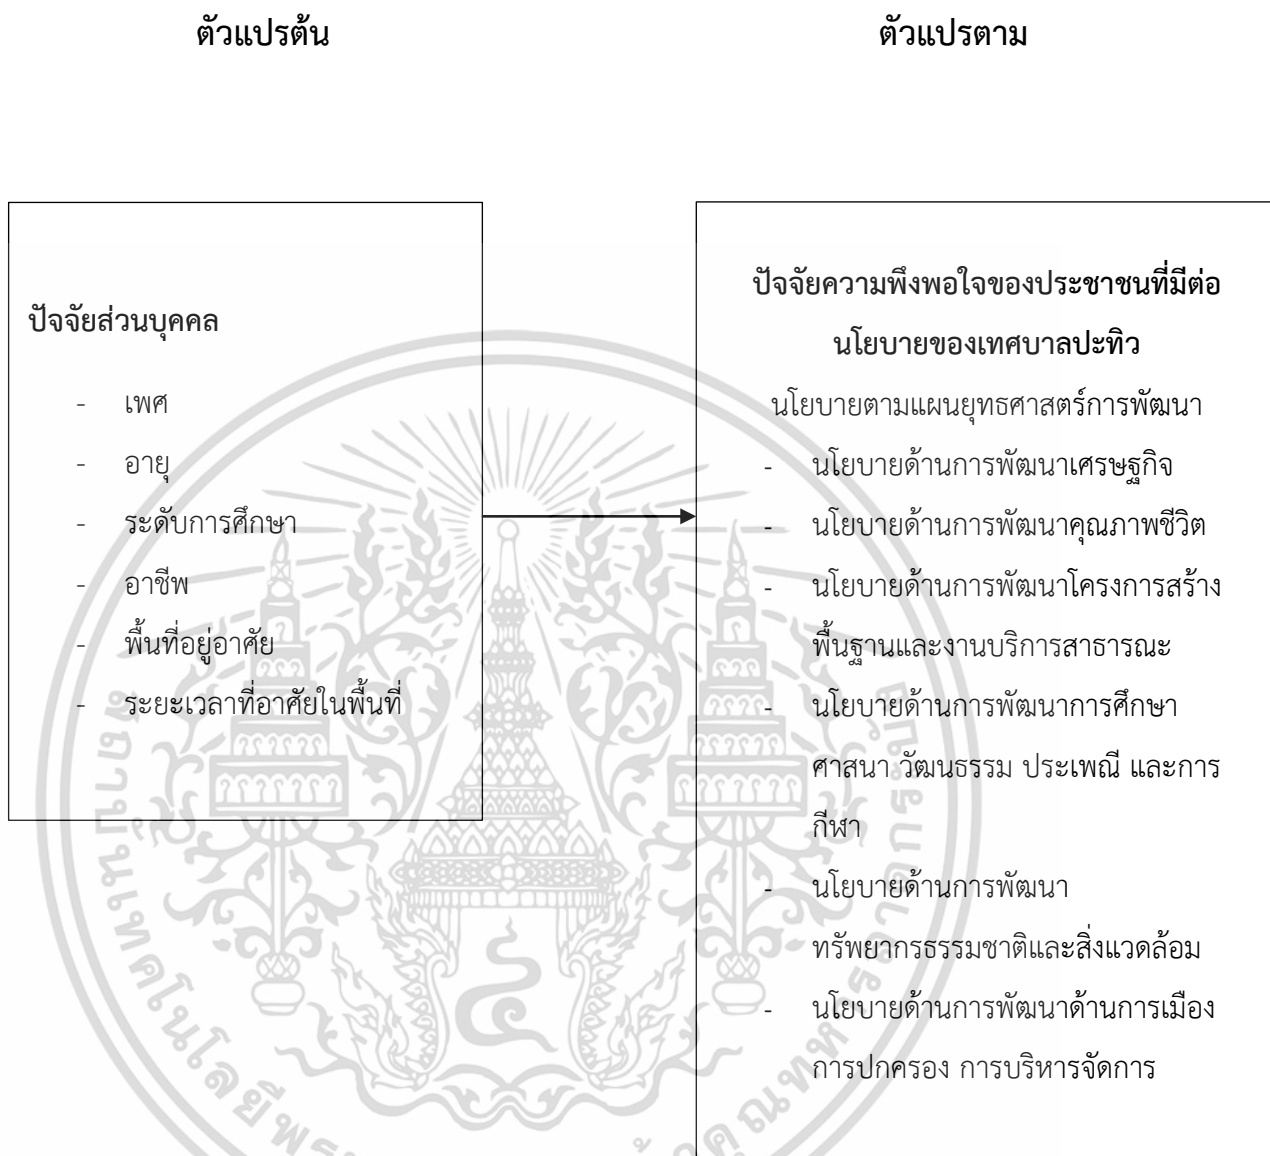 ตัวแปรต้น
ตัวแปรตาม
ปัจจัยส่วนบุคคล
- เพศ
- อายุ
- ระดับการศึกษา
- อาชีพ
- พื้นที่อยู่อาศัย
- ระยะเวลาที่อาศัยในพื้นที่
ปัจจัยความพึงพอใจของประชาชนที่มีต่อ
นโยบายของเทศบาลปะทิว
นโยบายตามแผนยุทธศาสตร์การพัฒนา
- นโยบายด้านการพัฒนาเศรษฐกิจ
- นโยบายด้านการพัฒนาคุณภาพชีวิต
- นโยบายด้านการพัฒนาโครงการสร้าง
พื้นฐานและงานบริการสาธารณะ
- นโยบายด้านการพัฒนาการศึกษา
ศาสนา วัฒนธรรม ประเพณี และการ
กีฬา
- นโยบายด้านการพัฒนา
ทรัพยากรธรรมชาติและสิ่งแวดล้อม
- นโยบายด้านการพัฒนาด้านการเมือง
การปกครอง การบริหารจัดการ